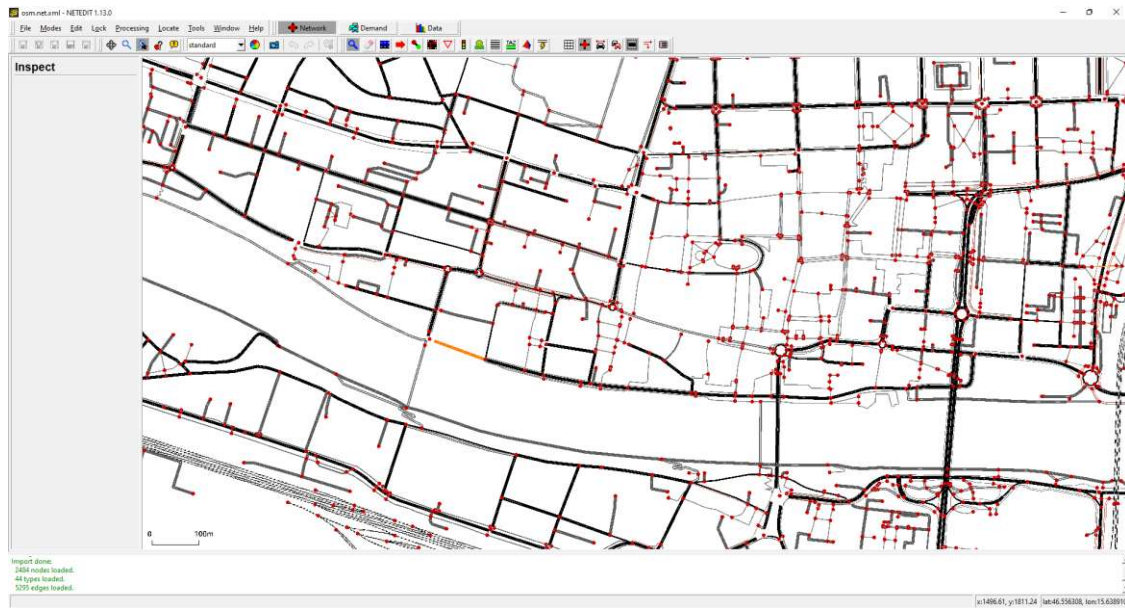 osm.net.xml - NETEDIT 1.13.0
File Modes Edit Lock Processing Locate Tools Window Help Network Demand Data
standard TAZ
Inspect
0 100m
Import done:
2484 nodes loaded.
44 types loaded.
5295 edges loaded.
x:1496.61, y:1811.24 lat:46.556308, lon:15.638910